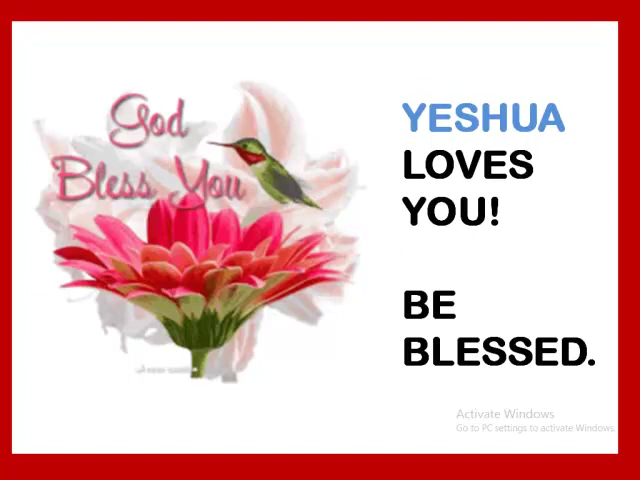 God
Bless You
YESHUA
LOVES
YOU!
BE
BLESSED.
Activate Windows
Go to PC settings to activate Windows.